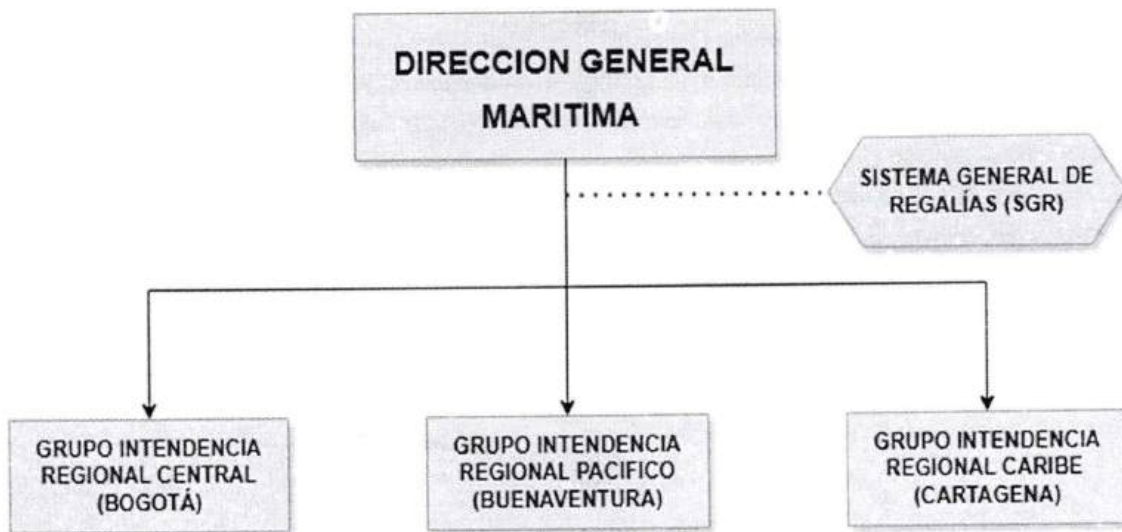 DIRECCION GENERAL
MARITIMA
SISTEMA GENERAL DE
REGALÍAS (SGR)
GRUPO INTENDENCIA
REGIONAL CENTRAL
(BOGOTÁ)
GRUPO INTENDENCIA
REGIONAL PACIFICO
(BUENAVENTURA)
GRUPO INTENDENCIA
REGIONAL CARIBE
(CARTAGENA)